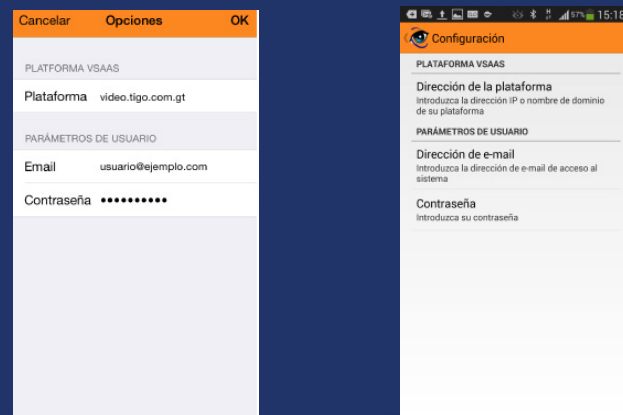 Cancelar Opciones OK
PLATFORMA VSAAS
Plataforma video.tigo.com.gt
PARÁMETROS DE USUARIO
Email usuario@ejemplo.com
Contraseña ••••••••••
57% 15:18
Configuración
PLATAFORMA VSAAS
Dirección de la plataforma
Introduzca la dirección IP o nombre de dominio
de su plataforma
PARÁMETROS DE USUARIO
Dirección de e-mail
Introduzca la dirección de e-mail de acceso al
sistema
Contraseña
Introduzca su contraseña